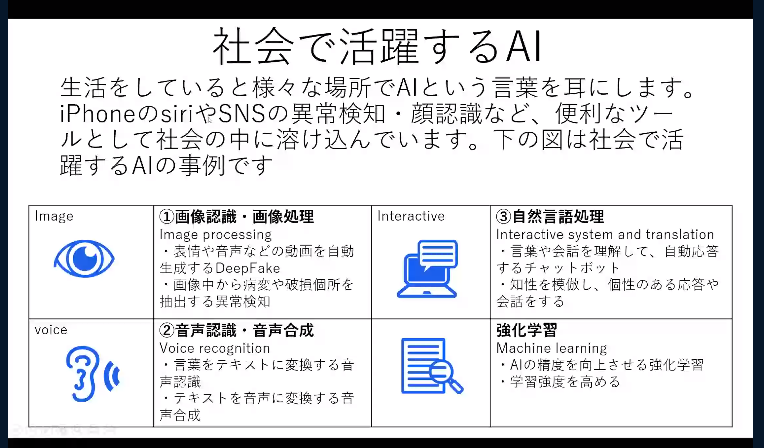 社会で活躍するAI
生活をしていると様々な場所でAIという言葉を耳にします。
iPhoneのsiriやSNSの異常検知・顔認識など、便利なツー
ルとして社会の中に溶け込んでいます。下の図は社会で活
躍するAIの事例です
Image
①画像認識・画像処理
Image processing
・表情や音声などの動画を自動
生成するDeepFake
・画像中から病変や破損個所を
抽出する異常検知
Interactive
③自然言語処理
Interactive system and translation
・言葉や会話を理解して、自動応答
するチャットボット
・知性を模倣し、個性のある応答や
会話をする
voice
②音声認識・音声合成
Voice recognition
・言葉をテキストに変換する音
声認識
・テキストを音声に変換する音
声合成
強化学習
Machine learning
・AIの精度を向上させる強化学習
・学習強度を高める